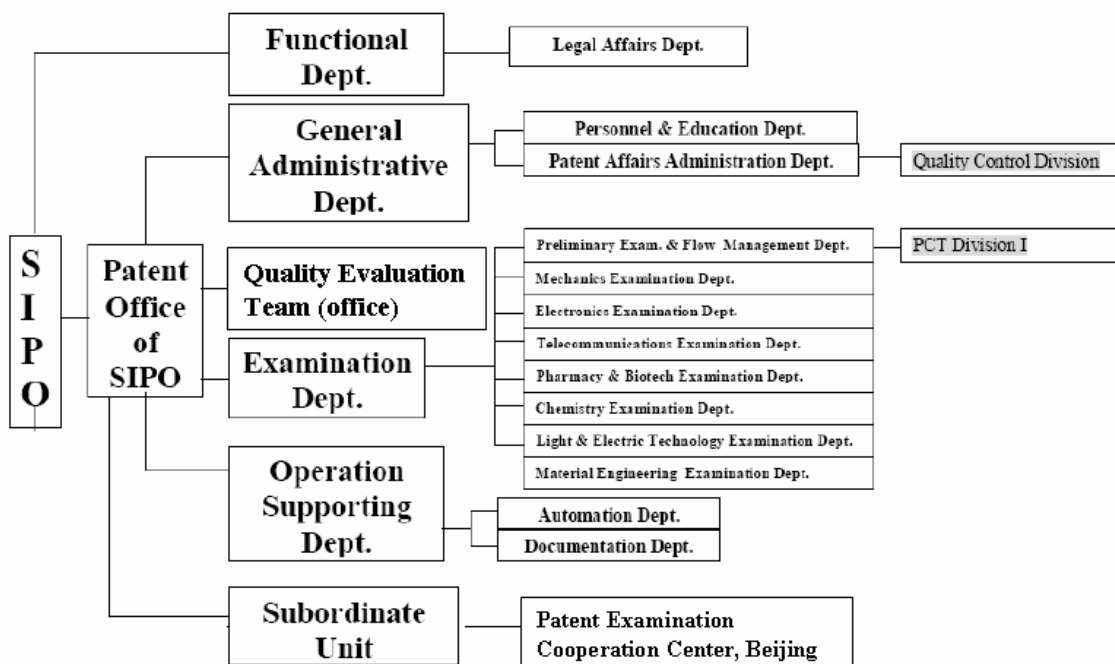 Functional
Dept.
Legal Affairs Dept.
General
Administrative
Dept.
Personnel & Education Dept.
Patent Affairs Administration Dept.
Quality Control Division
S
I
P
O
Patent
Office
of
SIPO
Quality Evaluation
Team (office)
Examination
Dept.
Preliminary Exam. & Flow Management Dept.
PCT Division I
Mechanics Examination Dept.
Electronics Examination Dept.
Telecommunications Examination Dept.
Pharmacy & Biotech Examination Dept.
Chemistry Examination Dept.
Light & Electric Technology Examination Dept.
Material Engineering Examination Dept.
Operation
Supporting
Dept.
Automation Dept.
Documentation Dept.
Subordinate
Unit
Patent Examination
Cooperation Center, Beijing